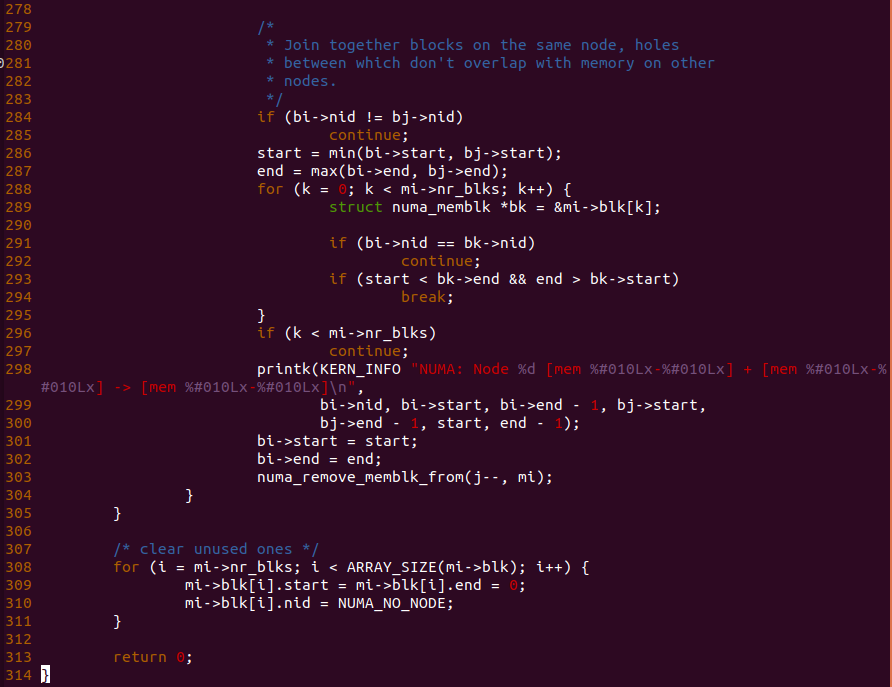 278
279                         /*
280                          * Join together blocks on the same node, holes
0281                          * between which don't overlap with memory on other
282                          * nodes.
283                          */
284                         if (bi->nid != bj->nid)
285                                 continue;
286                         start = min(bi->start, bj->start);
287                         end = max(bi->end, bj->end);
288                         for (k = 0; k < mi->nr_blks; k++) {
289                                 struct numa_memblk *bk = &mi->blk[k];
290
291                                 if (bi->nid == bk->nid)
292                                         continue;
293                                 if (start < bk->end && end > bk->start)
294                                         break;
295                         }
296                         if (k < mi->nr_blks)
297                                 continue;
298                         printk(KERN_INFO "NUMA: Node %d [mem %#010Lx-%#010Lx] + [mem %#010Lx-%
#010Lx] -> [mem %#010Lx-%#010Lx]\n",
299                                bi->nid, bi->start, bi->end - 1, bj->start,
300                                bj->end - 1, start, end - 1);
301                         bi->start = start;
302                         bi->end = end;
303                         numa_remove_memblk_from(j--, mi);
304                 }
305         }
306
307         /* clear unused ones */
308         for (i = mi->nr_blks; i < ARRAY_SIZE(mi->blk); i++) {
309                 mi->blk[i].start = mi->blk[i].end = 0;
310                 mi->blk[i].nid = NUMA_NO_NODE;
311         }
312
313         return 0;
314 }